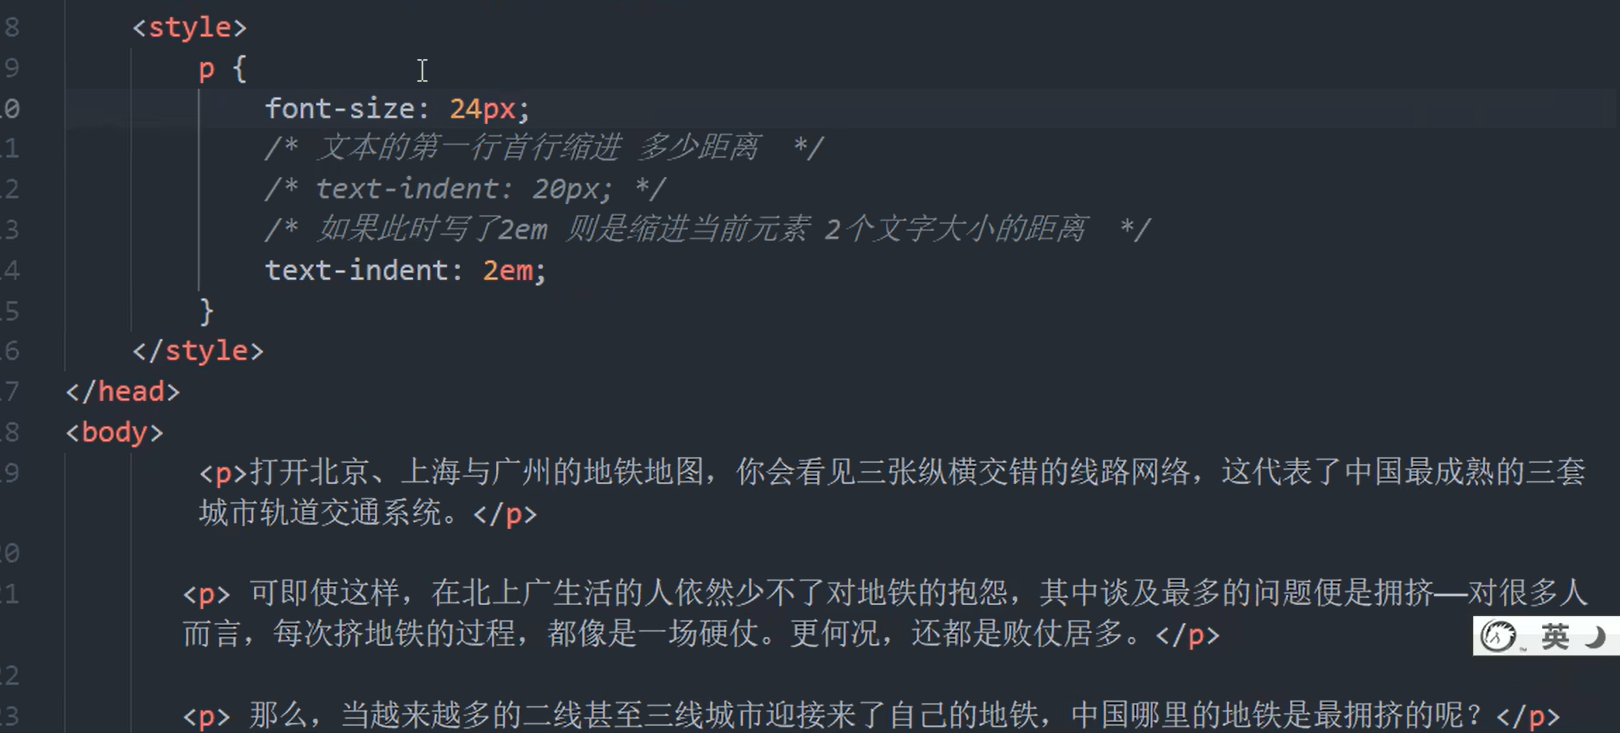 8 <style>
9 p {
0 font-size: 24px;
1 /* 文本的第一行首行缩进 多少距离 */
2 /* text-indent: 20px; */
3 /* 如果此时写了2em 则是缩进当前元素 2个文字大小的距离 */
4 text-indent: 2em;
5 }
6 </style>
7 </head>
8 <body>
9 <p>打开北京、上海与广州的地铁地图，你会看见三张纵横交错的线路网络，这代表了中国最成熟的三套
城市轨道交通系统。</p>
20
21 <p> 可即使这样，在北上广生活的人依然少不了对地铁的抱怨，其中谈及最多的问题便是拥挤——对很多人
而言，每次挤地铁的过程，都像是一场硬仗。更何况，还都是败仗居多。</p>
英
22
23 <p> 那么，当越来越多的二线甚至三线城市迎接来了自己的地铁，中国哪里的地铁是最拥挤的呢？</p>